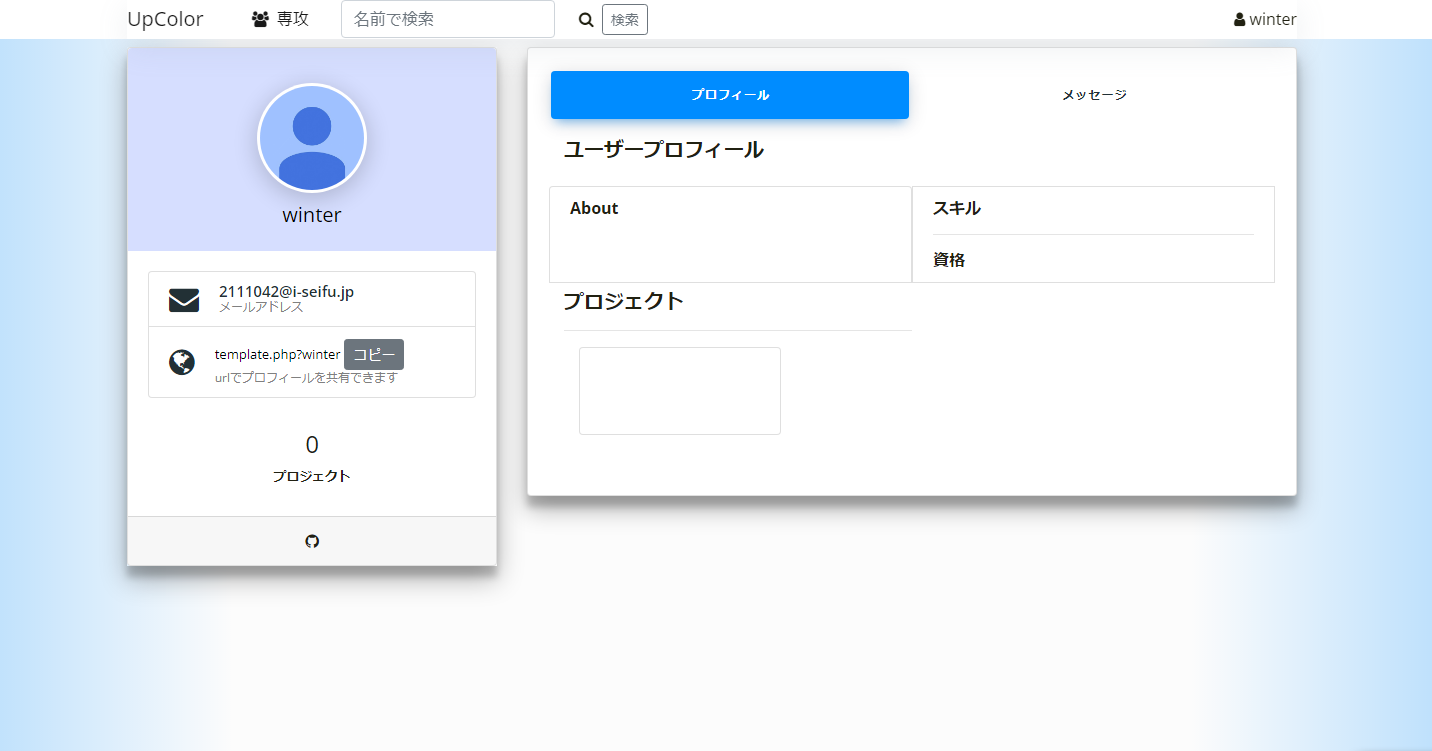 UpColor 専攻 名前で検索 検索 winter
winter
2111042@i-seifu.jp
メールアドレス
template.php?winter コピー
urlでプロフィールを共有できます
0
プロジェクト
プロフィール メッセージ
ユーザープロフィール
About
スキル
資格
プロジェクト